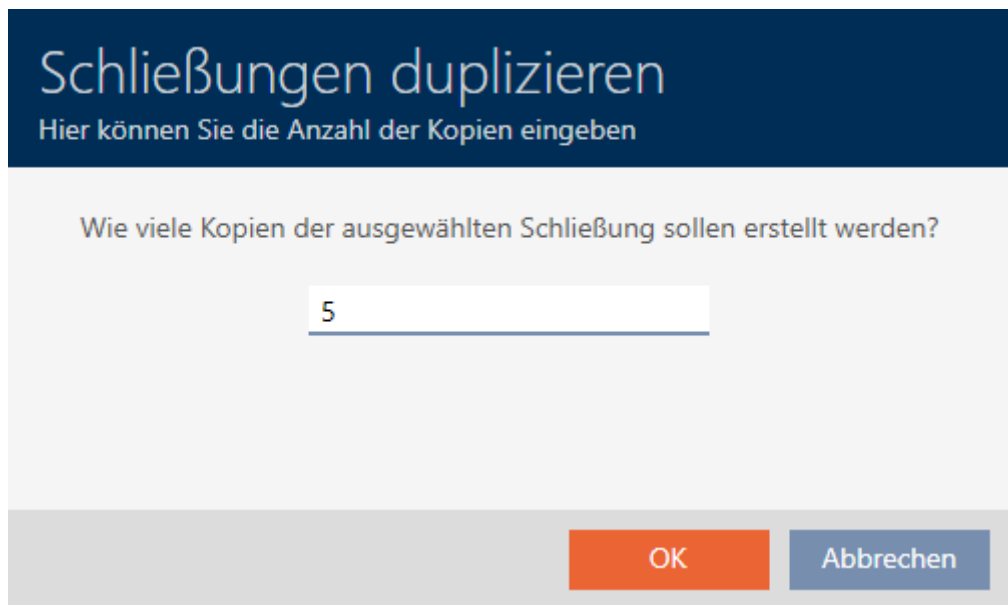 Schließungen duplizieren
Hier können Sie die Anzahl der Kopien eingeben
Wie viele Kopien der ausgewählten Schließung sollen erstellt werden?
5
OK
Abbrechen